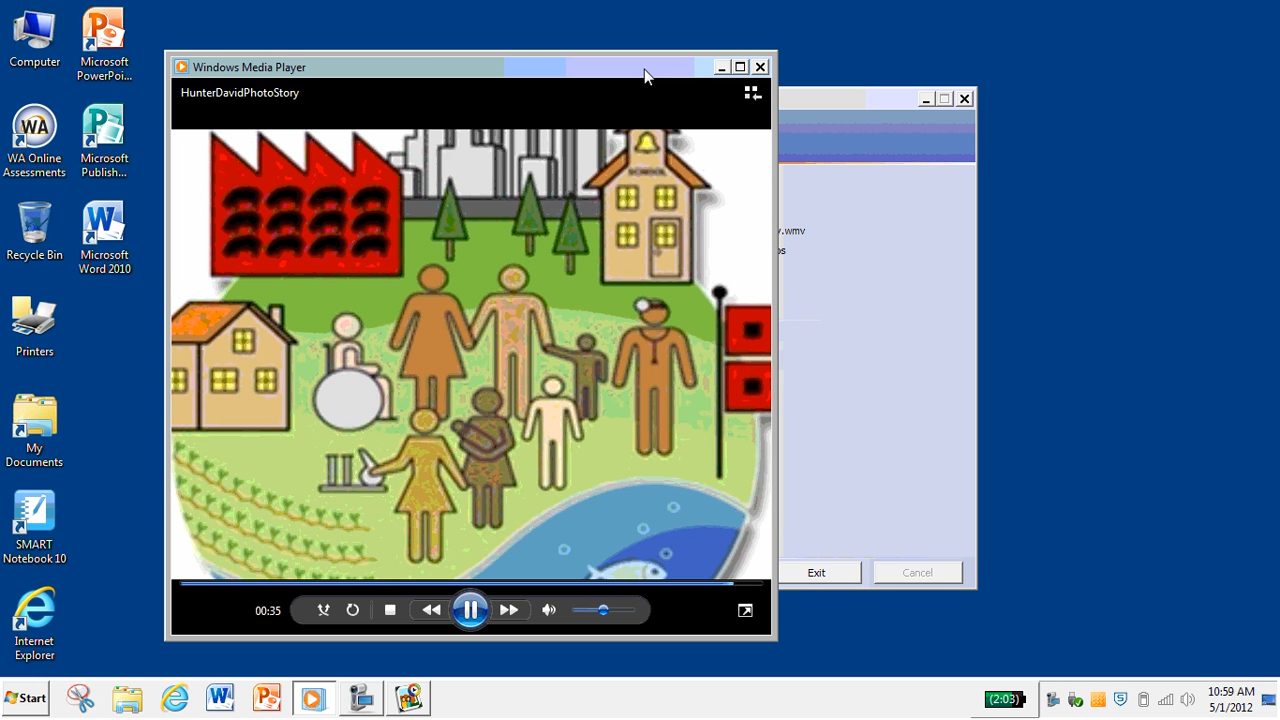 Computer
Microsoft
PowerPoi...
WA Online
Assessments
Microsoft
Publish...
Recycle Bin
Microsoft
Word 2010
Printers
My
Documents
SMART
Notebook 10
Internet
Explorer
Windows Media Player
HunterDavidPhotoStory
SCHOOL
00:35
.wmv
Exit
Cancel
Start
(2:03)
10:59 AM
5/1/2012